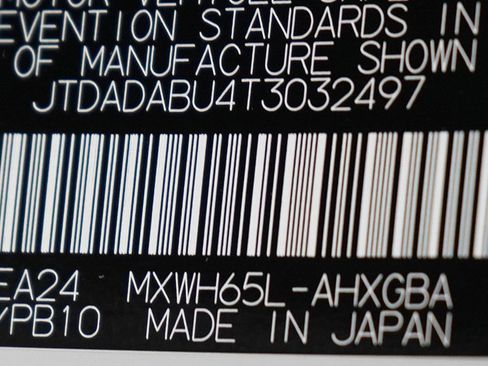 EVENTION STANDARDS IN
OF MANUFACTURE SHOWN
JTDADABU4T3032497
EA24 MXWH65L-AHXGBA
YPB10 MADE IN JAPAN